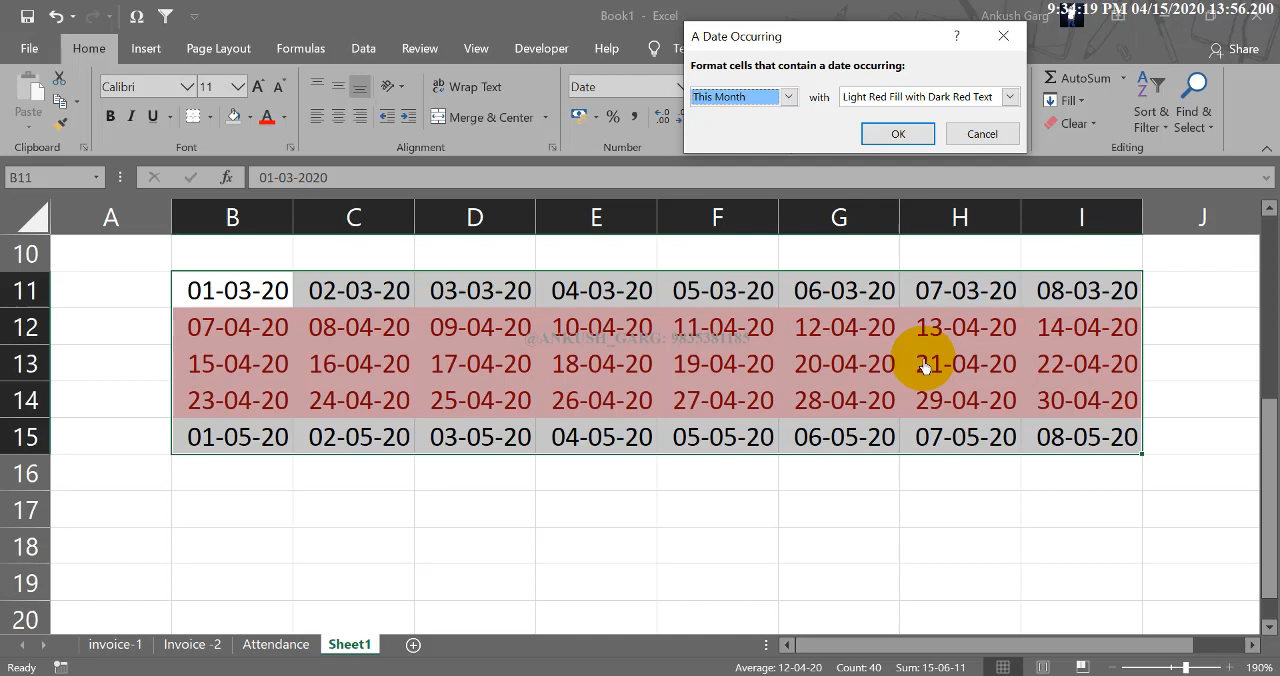 9:34:19 PM 04/15/2020 13:56.200
Book1 - Excel
Ankush Garg
File Home Insert Page Layout Formulas Data Review View Developer Help
Share
A Date Occurring
?
Format cells that contain a date occurring:
This Month with Light Red Fill with Dark Red Text
OK Cancel
Paste
Calibri 11
B I U
Wrap Text
Merge & Center
Date
AutoSum
Fill
Clear
Sort & Filter
Find & Select
Clipboard Font Alignment Number Editing
B11 fx 01-03-2020
A B C D E F G H I J
10
11 01-03-20 02-03-20 03-03-20 04-03-20 05-03-20 06-03-20 07-03-20 08-03-20
12 07-04-20 08-04-20 09-04-20 10-04-20 11-04-20 12-04-20 13-04-20 14-04-20
@ANKUSH_GARG: 9835381185
13 15-04-20 16-04-20 17-04-20 18-04-20 19-04-20 20-04-20 21-04-20 22-04-20
14 23-04-20 24-04-20 25-04-20 26-04-20 27-04-20 28-04-20 29-04-20 30-04-20
15 01-05-20 02-05-20 03-05-20 04-05-20 05-05-20 06-05-20 07-05-20 08-05-20
16
17
18
19
20
invoice-1 Invoice -2 Attendance Sheet1
Ready Average: 12-04-20 Count: 40 Sum: 15-06-11 190%